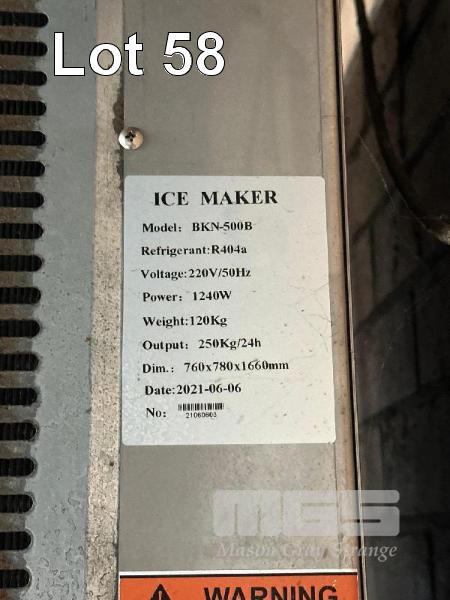 Lot 58
ICE MAKER
Model: BKN-500B
Refrigerant:R404a
Voltage:220V/50Hz
Power: 1240W
Weight:120Kg
Output: 250Kg/24h
Dim.: 760x780x1660mm
Date:2021-06-06
No:
21060603
MGS
Mason Gray Strange
WARNING